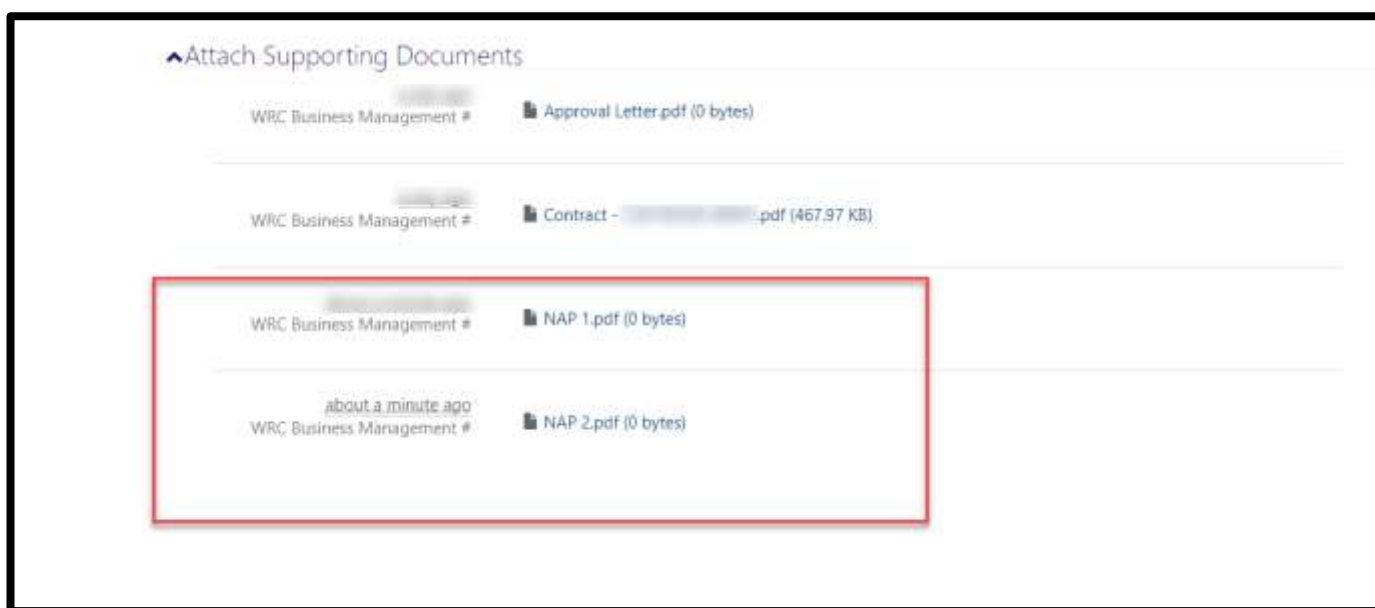 Attach Supporting Documents
WRC Business Management #
Approval Letter.pdf (0 bytes)
WRC Business Management #
Contract - .pdf (467.97 KB)
WRC Business Management #
NAP 1.pdf (0 bytes)
about a minute ago
WRC Business Management #
NAP 2.pdf (0 bytes)